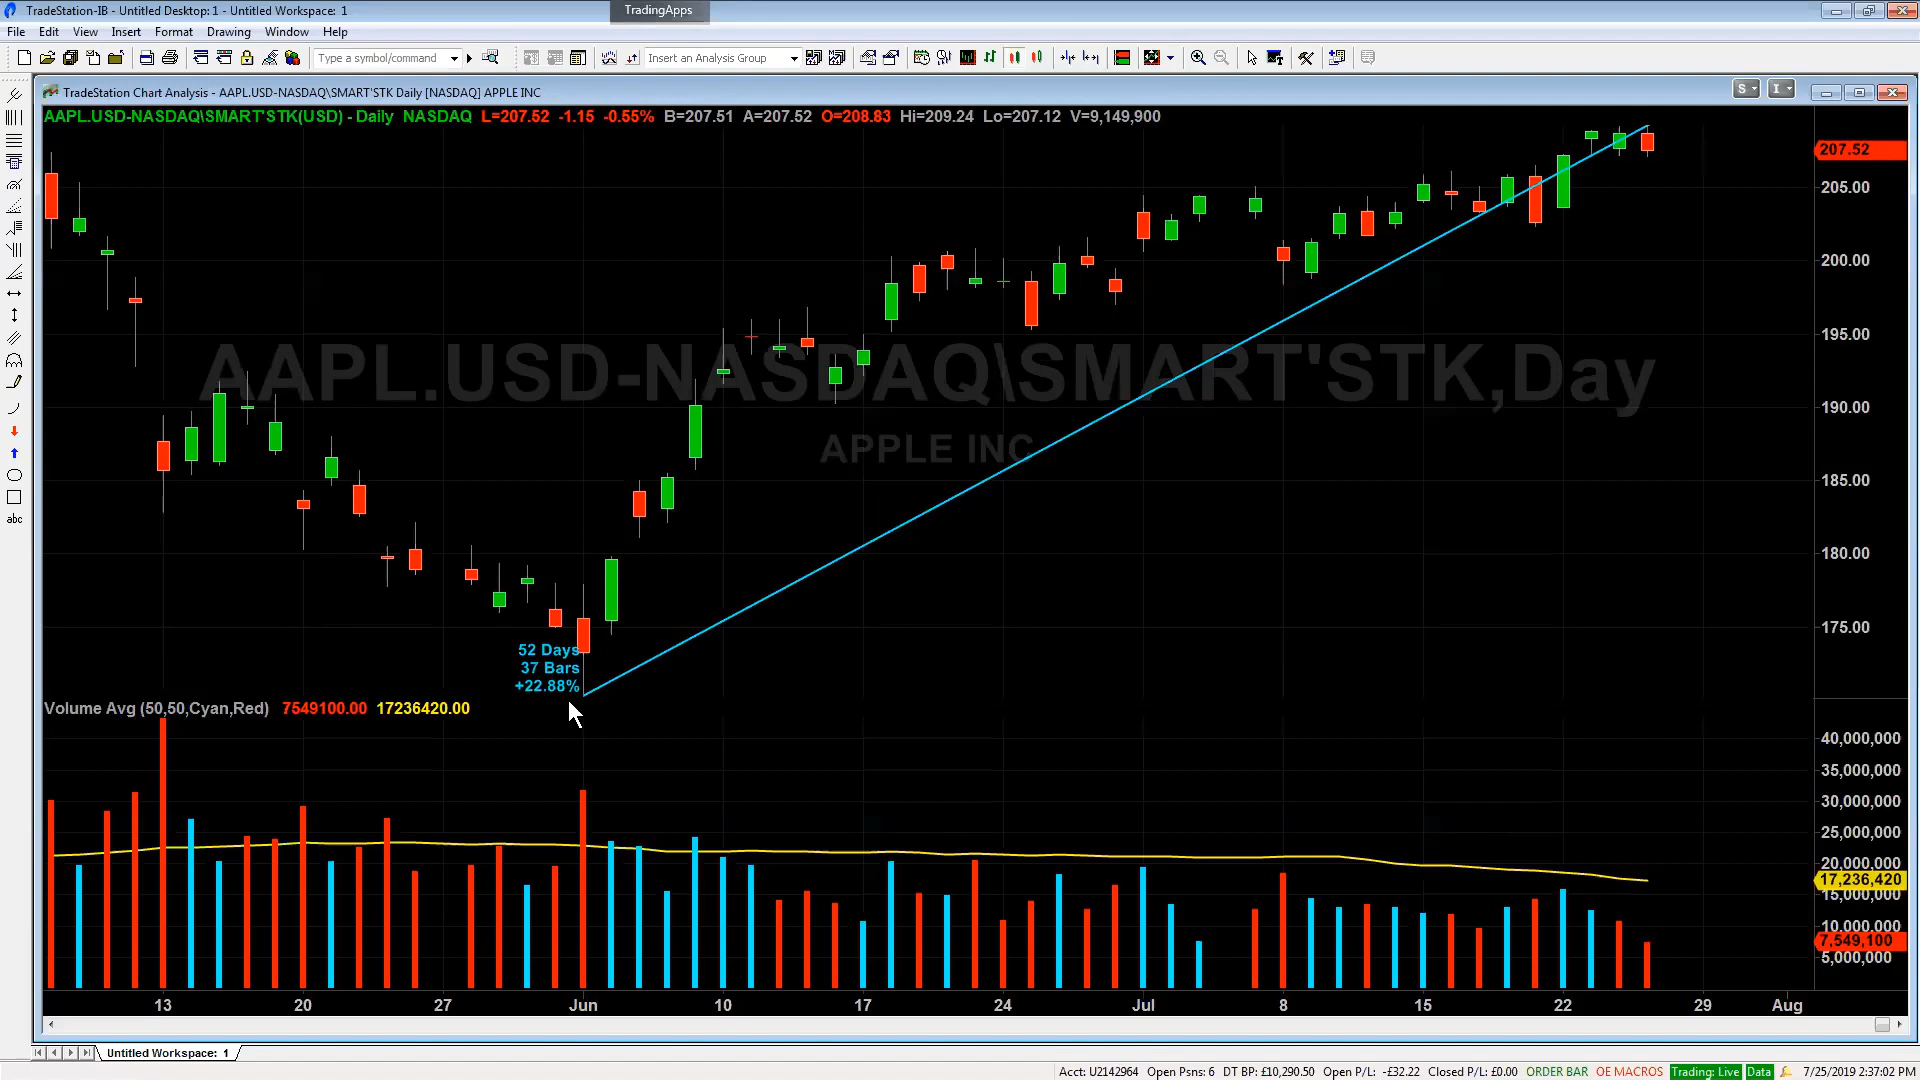 TradeStation-IB - Untitled Desktop: 1 - Untitled Workspace: 1
TradingApps
File Edit View Insert Format Drawing Window Help
Type a symbol/command
Insert an Analysis Group
TradeStation Chart Analysis - AAPL.USD-NASDAQ\SMART'STK Daily [NASDAQ] APPLE INC
S
I
AAPL.USD-NASDAQ\SMART'STK(USD) - Daily NASDAQ L=207.52 -1.15 -0.55% B=207.51 A=207.52 O=208.83 Hi=209.24 Lo=207.12 V=9,149,900
207.52
205.00
200.00
195.00
190.00
185.00
180.00
175.00
AAPL.USD-NASDAQ\SMART'STK,Day
APPLE INC
abc
52 Days
37 Bars
+22.88%
Volume Avg (50,50,Cyan,Red) 7549100.00 17236420.00
40,000,000
35,000,000
30,000,000
25,000,000
20,000,000
17,236,420
15,000,000
10,000,000
7,549,100
5,000,000
13 20 27 Jun 10 17 24 Jul 8 15 22 29 Aug
Untitled Workspace: 1
Acct: U2142964 Open Psns: 6 DT BP: £10,290.50 Open P/L: -£32.22 Closed P/L: £0.00 ORDER BAR OE MACROS Trading: Live Data 7/25/2019 2:37:02 PM